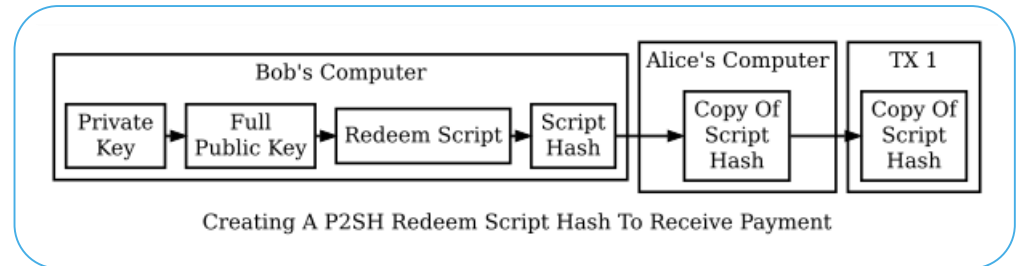 Bob's Computer
Private
Key
Full
Public Key
Redeem Script
Script
Hash
Alice's Computer
Copy Of
Script
Hash
TX 1
Copy Of
Script
Hash
Creating A P2SH Redeem Script Hash To Receive Payment